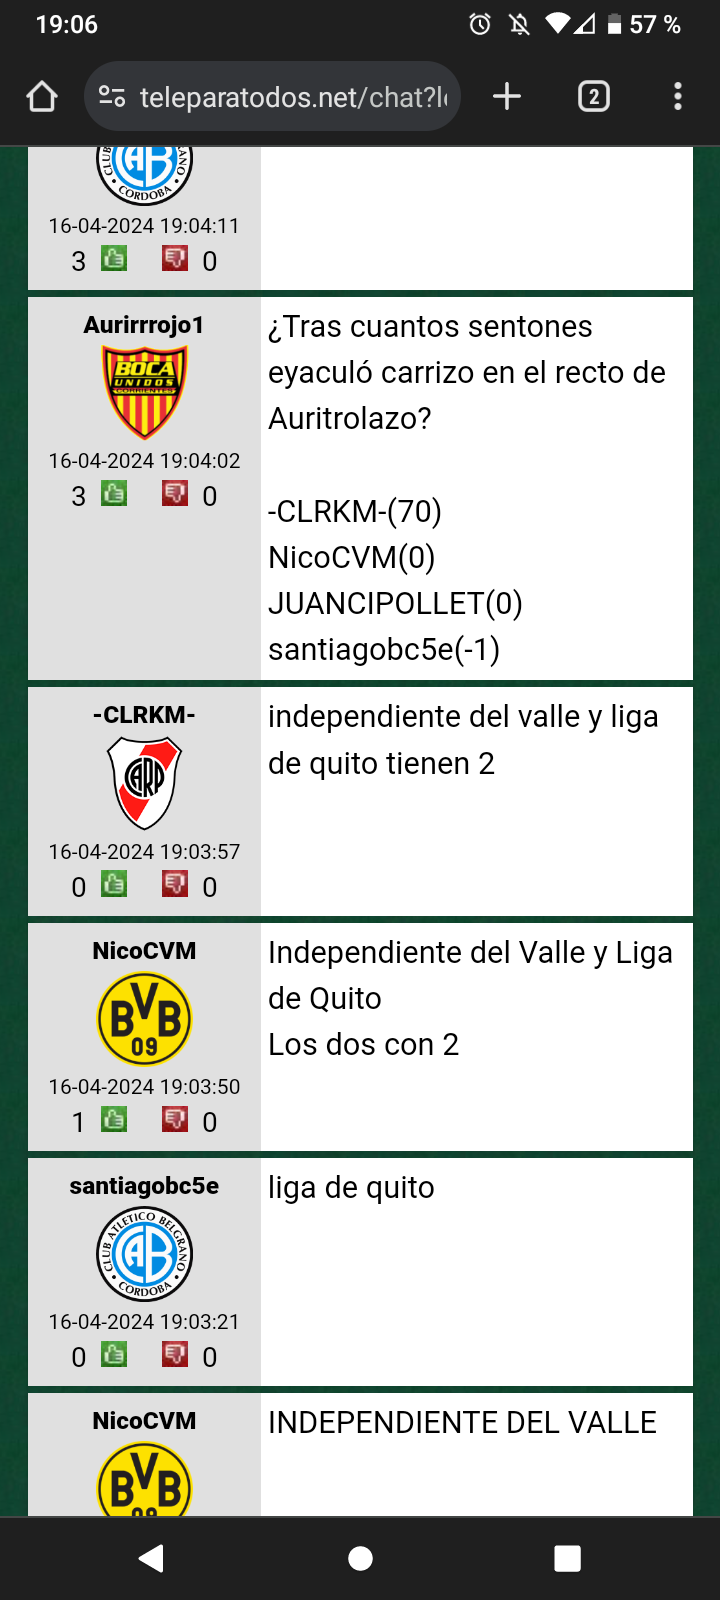 19:06
57 %
teleparatodos.net/chat?l
2
CLUB
CAB
CORDOBA
16-04-2024 19:04:11
3 0
Aurirrrojo1
BOCA
UNIDOS
CORRIENTES
16-04-2024 19:04:02
3 0
¿Tras cuantos sentones
eyaculó carrizo en el recto de
Auritrolazo?
-CLRKM-(70)
NicoCVM(0)
JUANCIPOLLET(0)
santiagobc5e(-1)
-CLRKM-
CARP
16-04-2024 19:03:57
0 0
independiente del valle y liga
de quito tienen 2
NicoCVM
BVB
09
16-04-2024 19:03:50
1 0
Independiente del Valle y Liga
de Quito
Los dos con 2
santiagobc5e
CLUB ATLETICO BELGRANO
CAB
CORDOBA
16-04-2024 19:03:21
0 0
liga de quito
NicoCVM
BVB
09
INDEPENDIENTE DEL VALLE